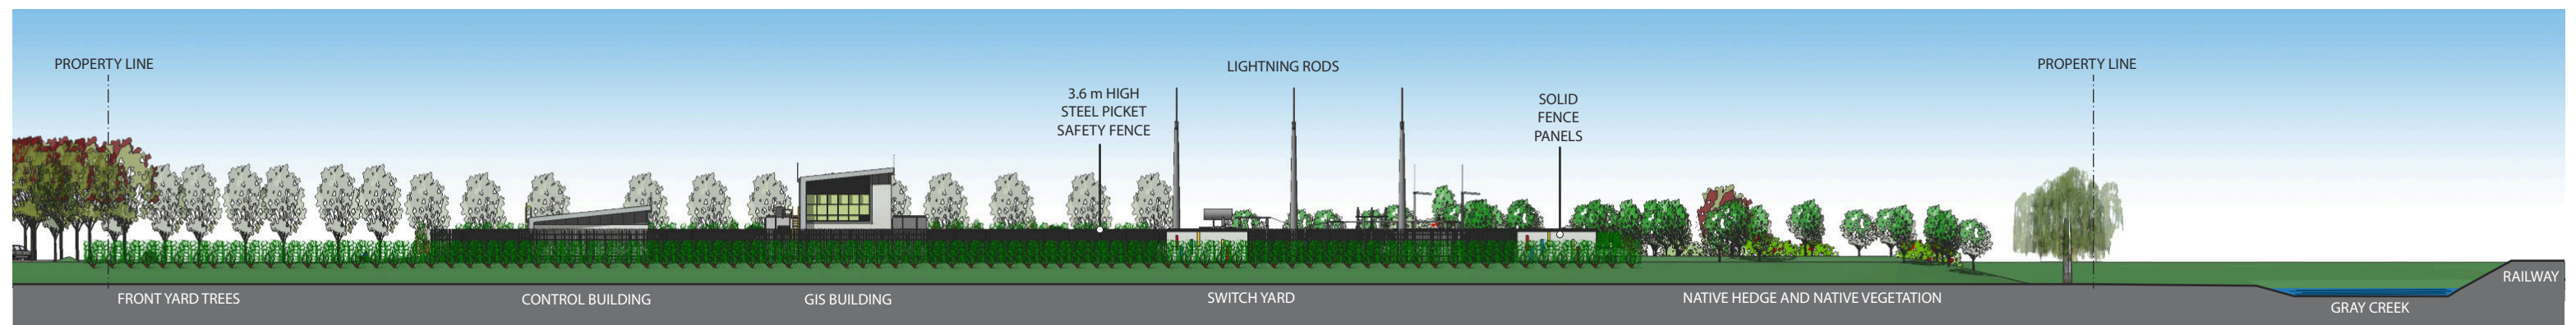 PROPERTY LINE
LIGHTNING RODS
PROPERTY LINE
3.6 m HIGH
STEEL PICKET
SAFETY FENCE
SOLID
FENCE
PANELS
FRONT YARD TREES
CONTROL BUILDING
GIS BUILDING
SWITCH YARD
NATIVE HEDGE AND NATIVE VEGETATION
GRAY CREEK
RAILWAY